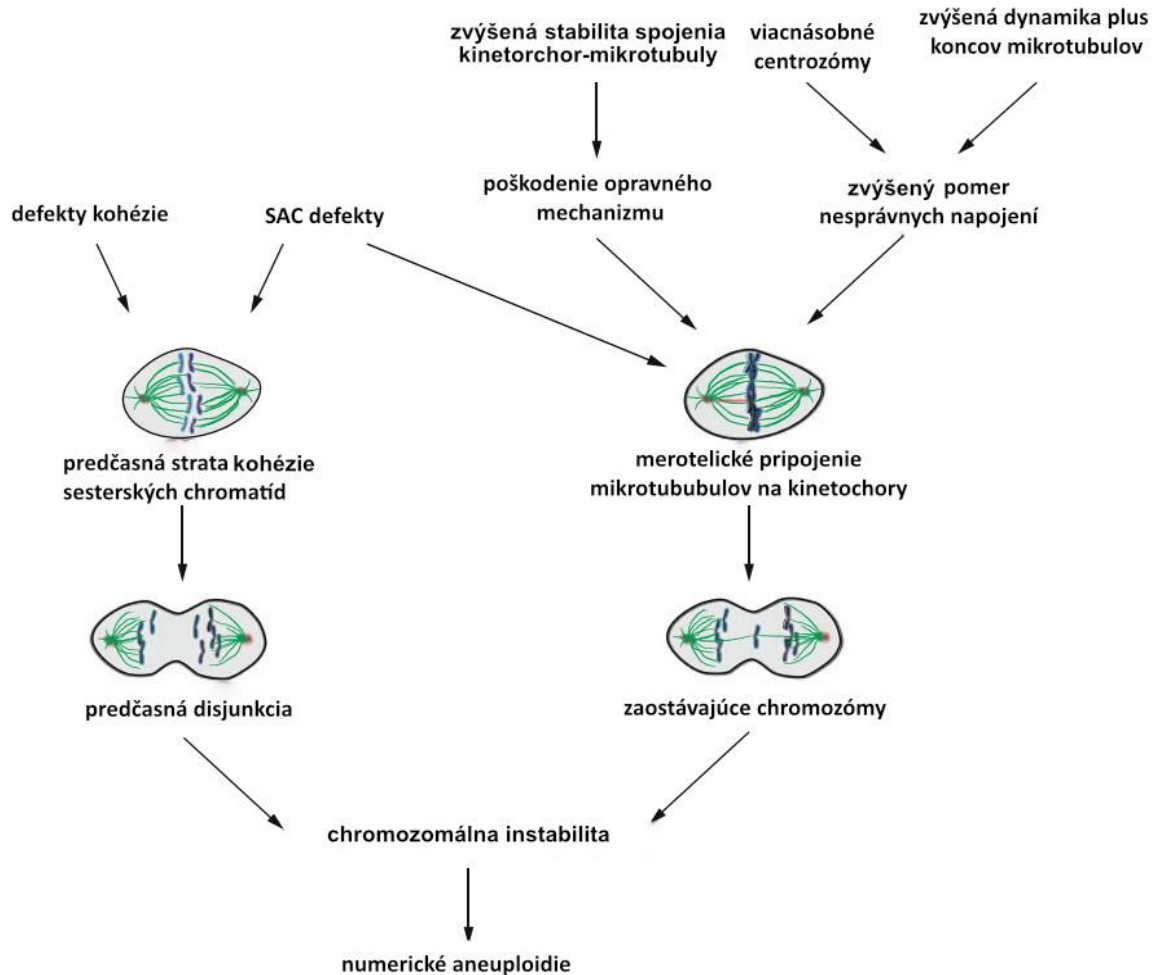 zvýšená stabilita spojenia
kinetorchor-mikrotubuly
viacnásobné
centrozómy
zvýšená dynamika plus
koncov mikrotubulov
defekty kohézie
SAC defekty
poškodenie opravného
mechanizmu
zvýšený pomer
nesprávnych napojení
predčasná strata kohézie
sesterských chromatíd
merotelické pripojenie
mikrotububulov na kinetochory
predčasná disjunkcia
zaostávajúce chromozómy
chromozomálna instabilita
numerické aneuploidie